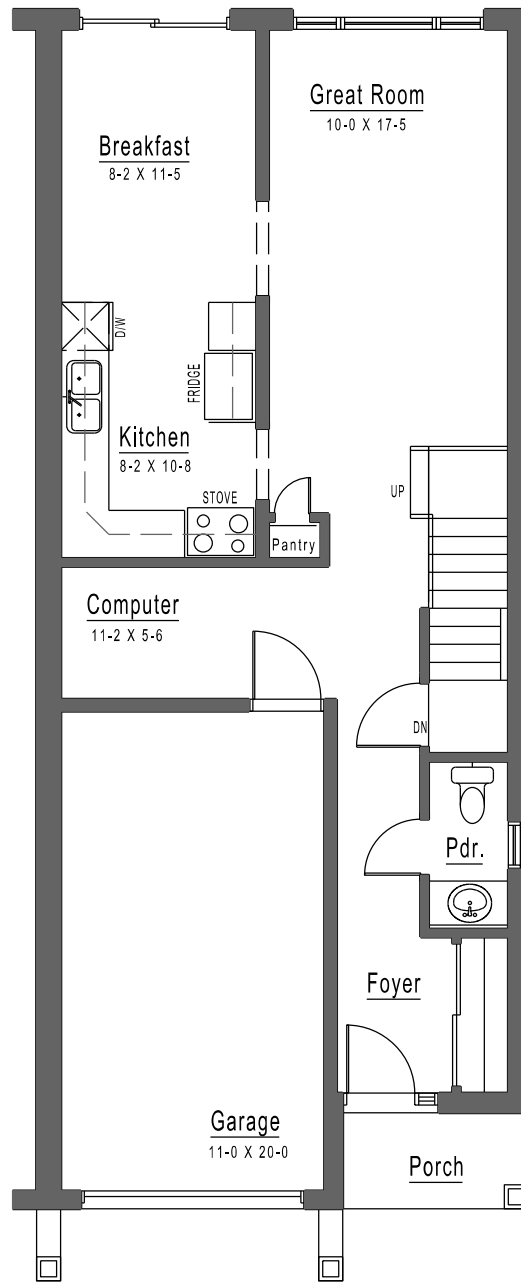 Great Room
10-0 X 17-5
Breakfast
8-2 X 11-5
D/W
FRIDGE
Kitchen
8-2 X 10-8
STOVE
UP
Pantry
Computer
11-2 X 5-6
DN
Pdr.
Foyer
Garage
11-0 X 20-0
Porch